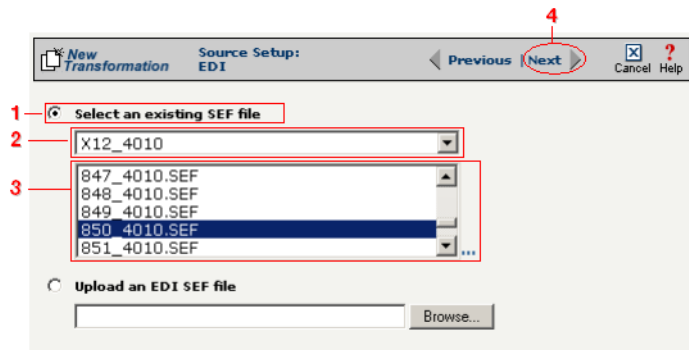 4
New Transformation
Source Setup: EDI
Previous | Next
Cancel Help
1
Select an existing SEF file
2
X12_4010
3
847_4010.SEF
848_4010.SEF
849_4010.SEF
850_4010.SEF
851_4010.SEF
...
Upload an EDI SEF file
Browse...